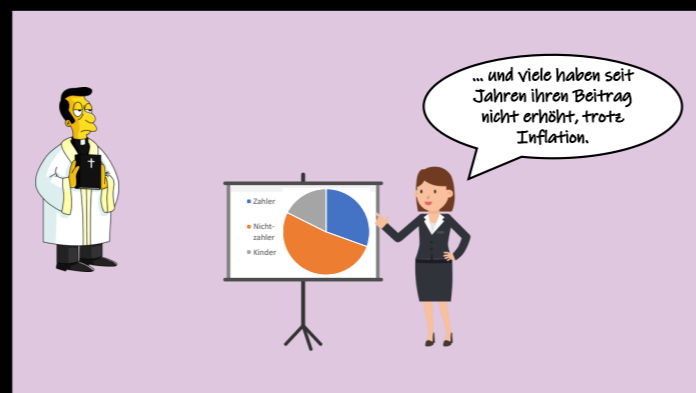 ... und viele haben seit
Jahren ihren Beitrag
nicht erhöht, trotz
Inflation.
Zahler
Nicht-
zahler
Kinder